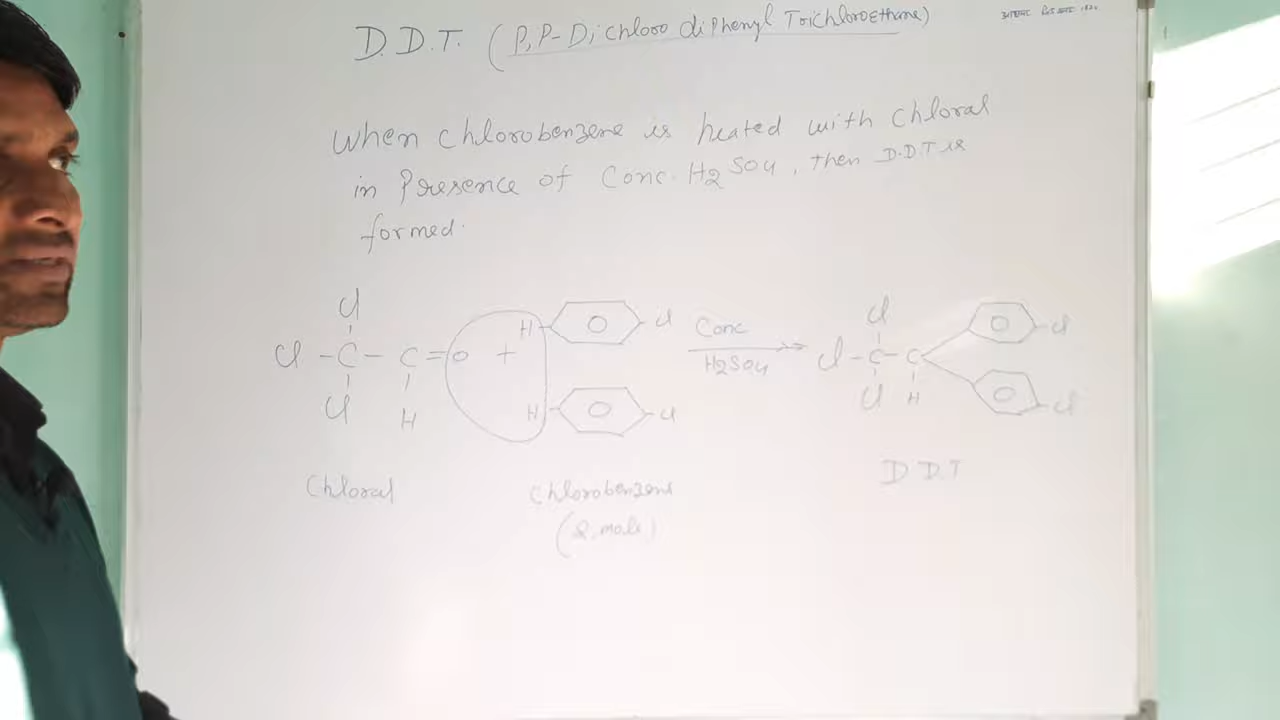 D.D.T. (P,P-Dichloro diPhenyl TrichloroEthane)
When chlorobenzene is heated with chloral
in Presence of Conc. H2SO4, then D.D.T is
formed.
Cl
Cl - C - C = O + H Cl
Cl H H Cl
Conc
H2SO4
Cl
Cl - C - C Cl
Cl H Cl
Chloral
Chlorobenzene
(2 mole)
D D T